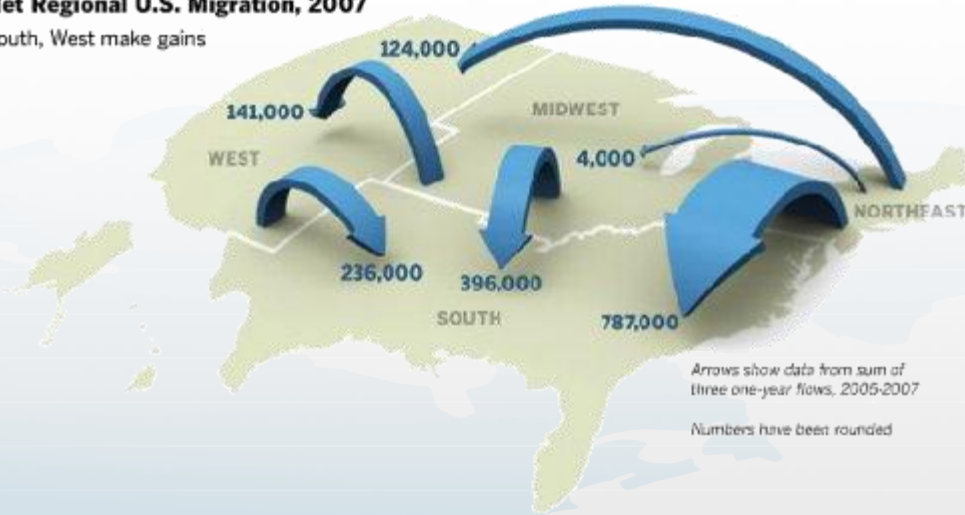 et Regional U.S. Migration, 2007
outh, West make gains
124,000
141,000
MIDWEST
WEST
4,000
NORTHEAST
236,000
396,000
SOUTH
787,000
Arrows show data from sum of
three one-year flows, 2005-2007
Numbers have been rounded